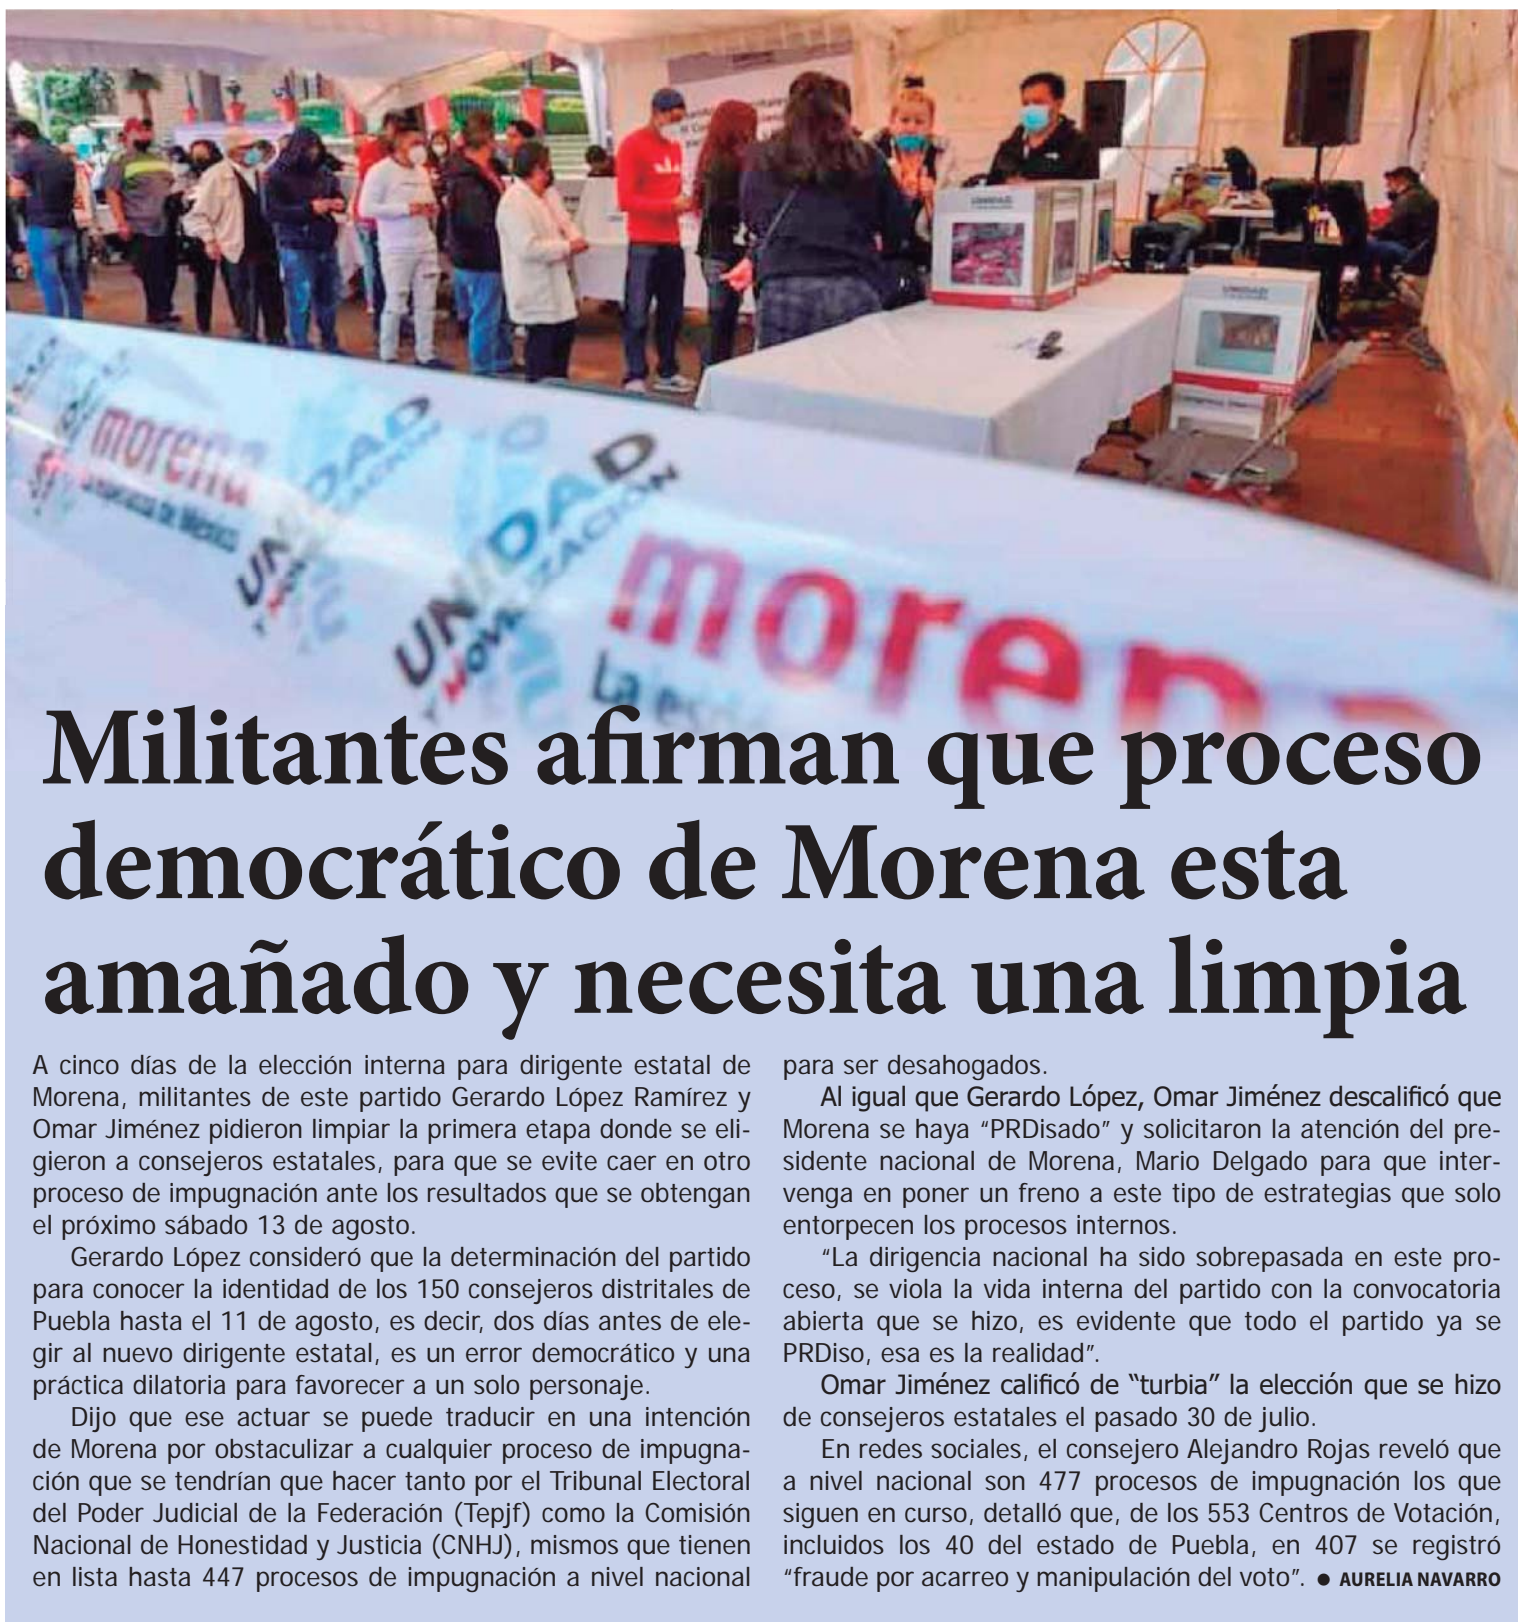 morena
La esperanza de México
UNIDAD
Y MOVILIZACIÓN
UNIDAD
Y MOVILIZACIÓN
morena
La
Militantes afirman que proceso
democrático de Morena esta
amañado y necesita una limpia
A cinco días de la elección interna para dirigente estatal de
Morena, militantes de este partido Gerardo López Ramírez y
Omar Jiménez pidieron limpiar la primera etapa donde se eli-
gieron a consejeros estatales, para que se evite caer en otro
proceso de impugnación ante los resultados que se obtengan
el próximo sábado 13 de agosto.
Gerardo López consideró que la determinación del partido
para conocer la identidad de los 150 consejeros distritales de
Puebla hasta el 11 de agosto, es decir, dos días antes de ele-
gir al nuevo dirigente estatal, es un error democrático y una
práctica dilatoria para favorecer a un solo personaje.
Dijo que ese actuar se puede traducir en una intención
de Morena por obstaculizar a cualquier proceso de impugna-
ción que se tendrían que hacer tanto por el Tribunal Electoral
del Poder Judicial de la Federación (Tepjf) como la Comisión
Nacional de Honestidad y Justicia (CNHJ), mismos que tienen
en lista hasta 447 procesos de impugnación a nivel nacional
para ser desahogados.
Al igual que Gerardo López, Omar Jiménez descalificó que
Morena se haya “PRDisado” y solicitaron la atención del pre-
sidente nacional de Morena, Mario Delgado para que inter-
venga en poner un freno a este tipo de estrategias que solo
entorpecen los procesos internos.
“La dirigencia nacional ha sido sobrepasada en este pro-
ceso, se viola la vida interna del partido con la convocatoria
abierta que se hizo, es evidente que todo el partido ya se
PRDiso, esa es la realidad”.
Omar Jiménez calificó de “turbia” la elección que se hizo
de consejeros estatales el pasado 30 de julio.
En redes sociales, el consejero Alejandro Rojas reveló que
a nivel nacional son 477 procesos de impugnación los que
siguen en curso, detalló que, de los 553 Centros de Votación,
incluidos los 40 del estado de Puebla, en 407 se registró
“fraude por acarreo y manipulación del voto”. ● AURELIA NAVARRO